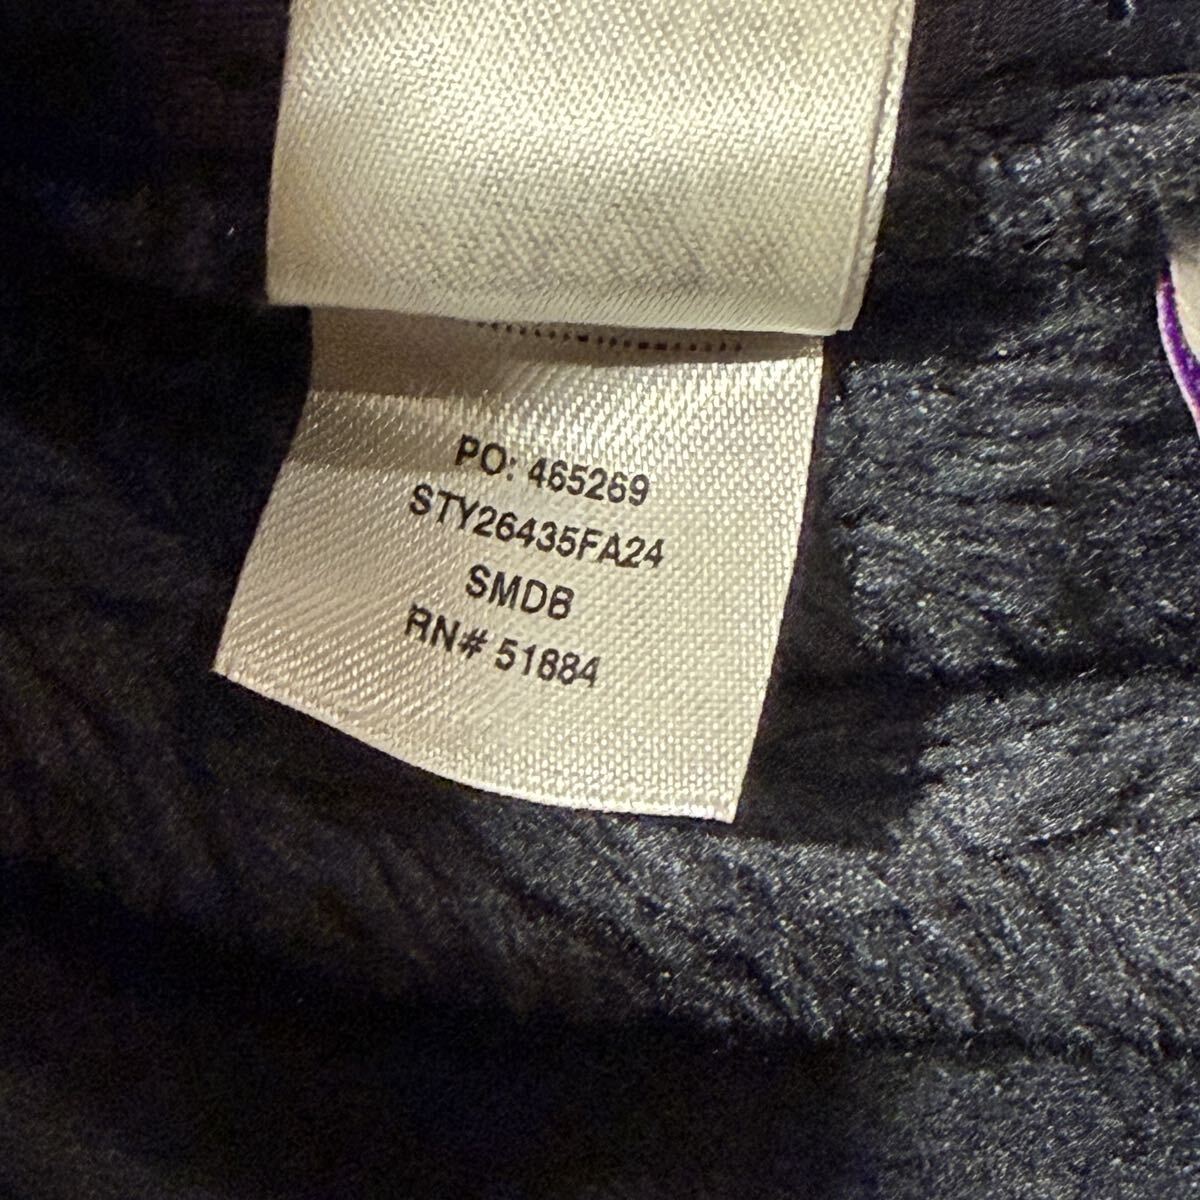 PO: 465269
STY26435FA24
SMDB
RN# 51884